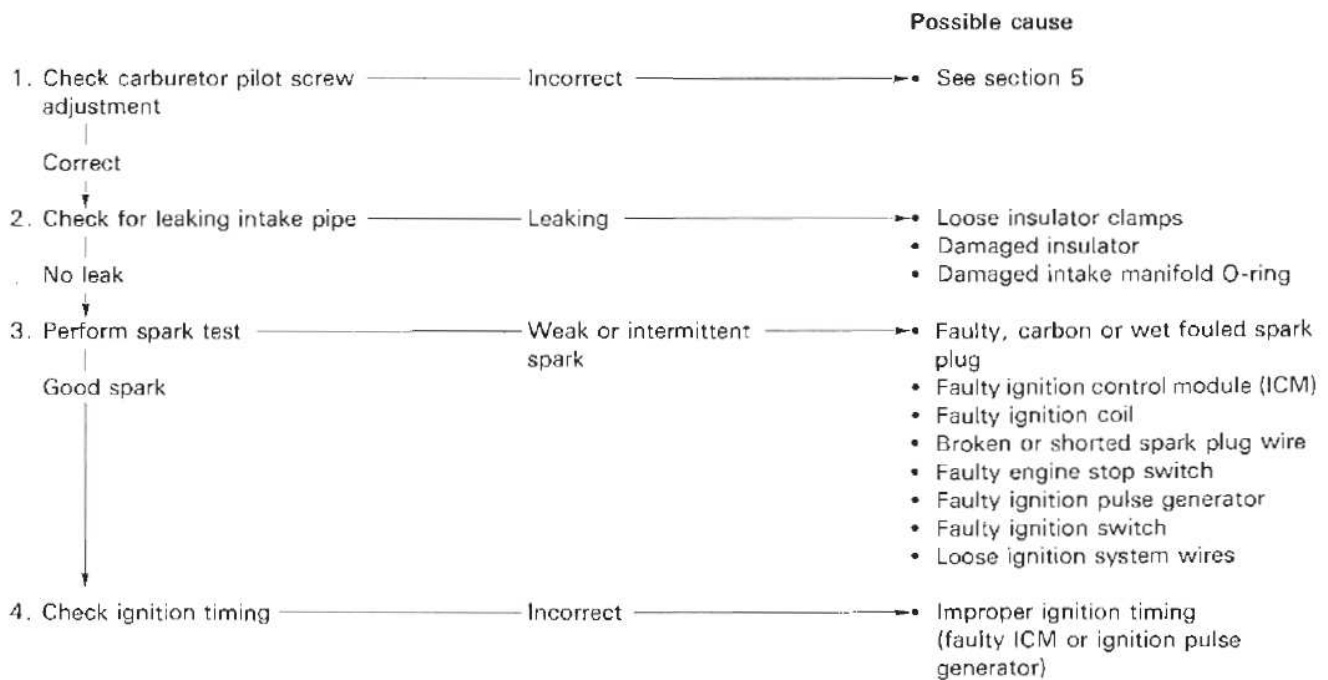 Possible cause
1. Check carburetor pilot screw Incorrect • See section 5
adjustment
Correct
2. Check for leaking intake pipe Leaking • Loose insulator clamps
• Damaged insulator
No leak • Damaged intake manifold O-ring
3. Perform spark test Weak or intermittent • Faulty, carbon or wet fouled spark
spark plug
Good spark • Faulty ignition control module (ICM)
• Faulty ignition coil
• Broken or shorted spark plug wire
• Faulty engine stop switch
• Faulty ignition pulse generator
• Faulty ignition switch
• Loose ignition system wires
4. Check ignition timing Incorrect • Improper ignition timing
(faulty ICM or ignition pulse
generator)